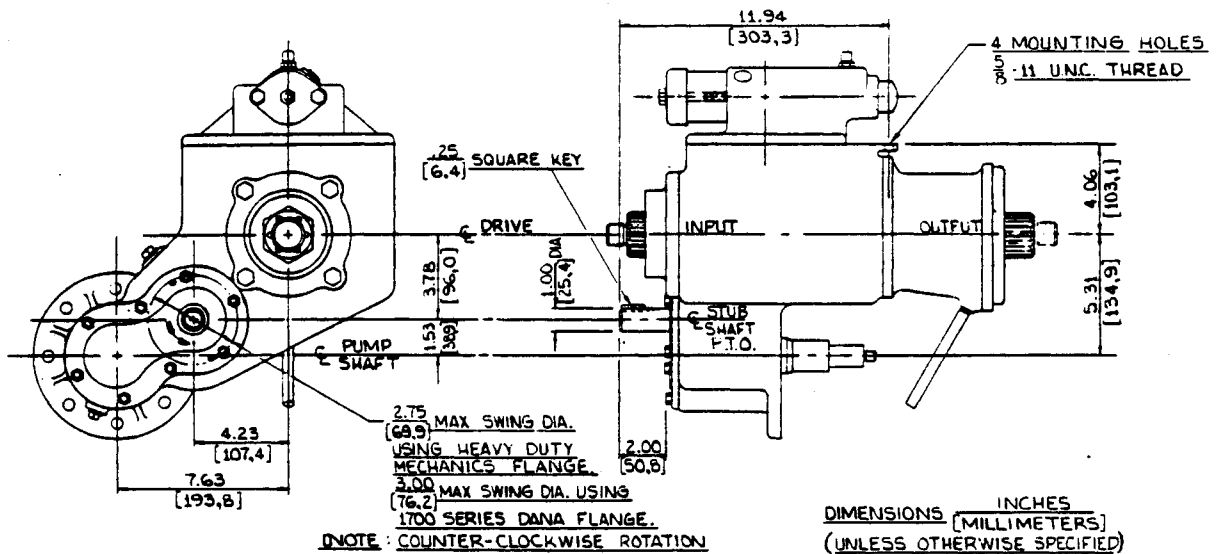 11.94
[303,3]
4 MOUNTING HOLES
5/8-11 U.N.C. THREAD
.25
[6,4] SQUARE KEY
4.06
[103,1]
℄ DRIVE
INPUT
OUTPUT
3.78
[96,0]
1.00 DIA
[25,4]
5.31
[134,9]
1.53
[38,9]
℄ STUB
SHAFT
P.T.O.
℄ PUMP
SHAFT
4.23
[107,4]
7.63
[193,8]
2.00
[50,8]
2.75
[69,9] MAX SWING DIA.
USING HEAVY DUTY
MECHANICS FLANGE.
3.00
[76,2] MAX SWING DIA. USING
1700 SERIES DANA FLANGE.
NOTE: COUNTER-CLOCKWISE ROTATION
DIMENSIONS INCHES
[MILLIMETERS]
(UNLESS OTHERWISE SPECIFIED)